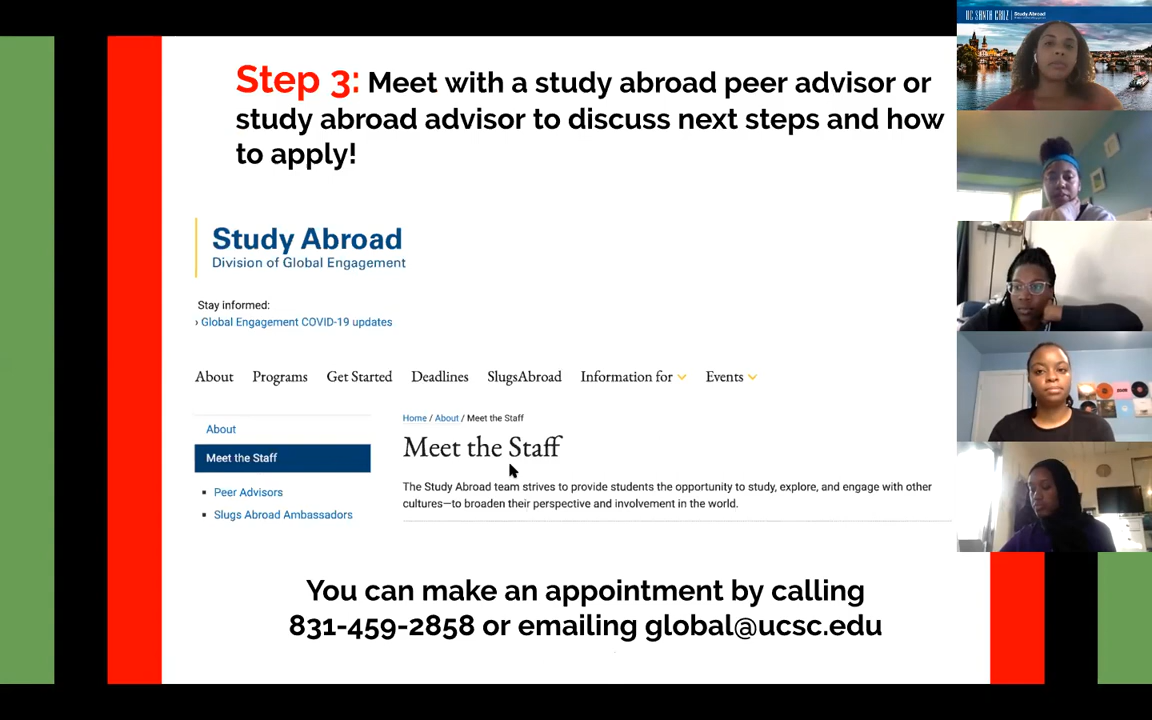 Step 3: Meet with a study abroad peer advisor or
study abroad advisor to discuss next steps and how
to apply!
UC SANTA CRUZ Study Abroad
Study Abroad
Division of Global Engagement
Stay informed:
› Global Engagement COVID-19 updates
About Programs Get Started Deadlines SlugsAbroad Information for Events
About
Meet the Staff
Peer Advisors
Slugs Abroad Ambassadors
Home / About / Meet the Staff
Meet the Staff
The Study Abroad team strives to provide students the opportunity to study, explore, and engage with other
cultures—to broaden their perspective and involvement in the world.
You can make an appointment by calling
831-459-2858 or emailing global@ucsc.edu